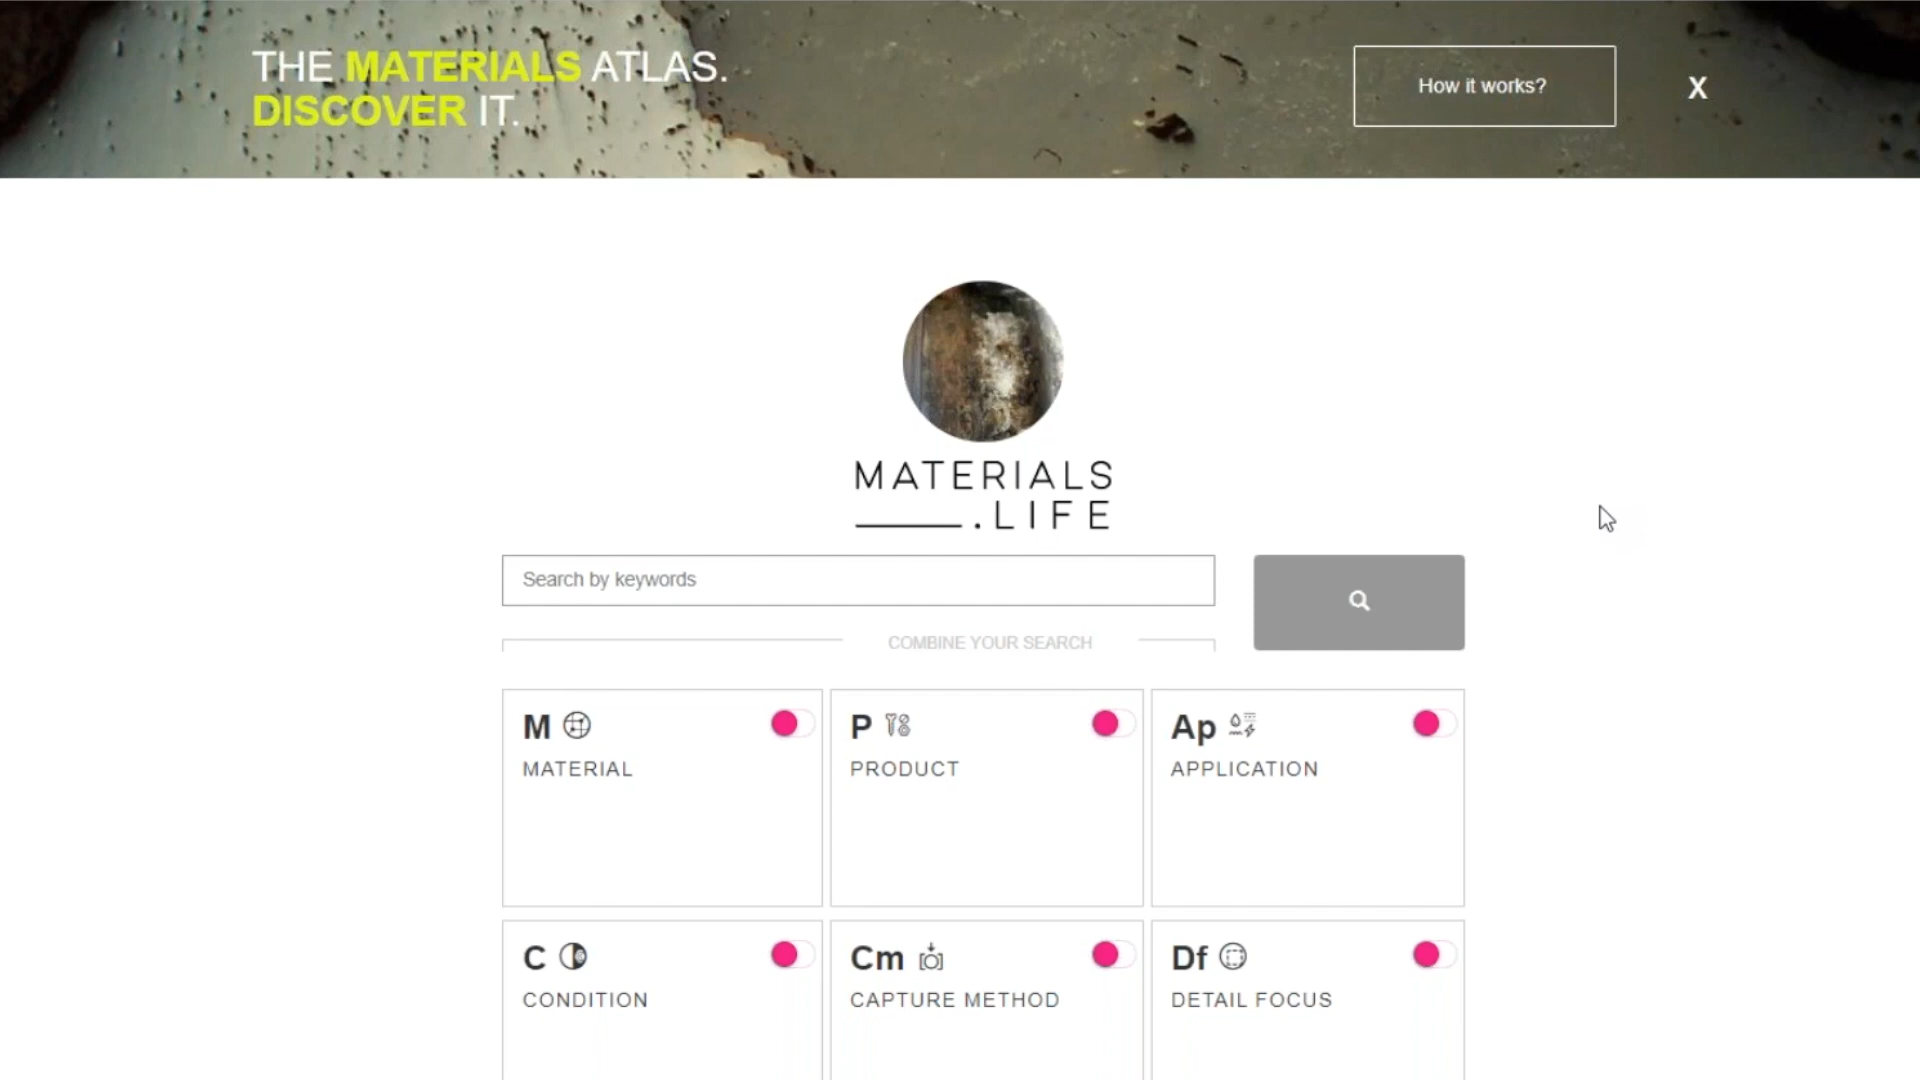 THE MATERIALS ATLAS.
DISCOVER IT.
How it works?
X
MATERIALS
.LIFE
Search by keywords
COMBINE YOUR SEARCH
M
MATERIAL
P
PRODUCT
Ap
APPLICATION
C
CONDITION
Cm
CAPTURE METHOD
Df
DETAIL FOCUS